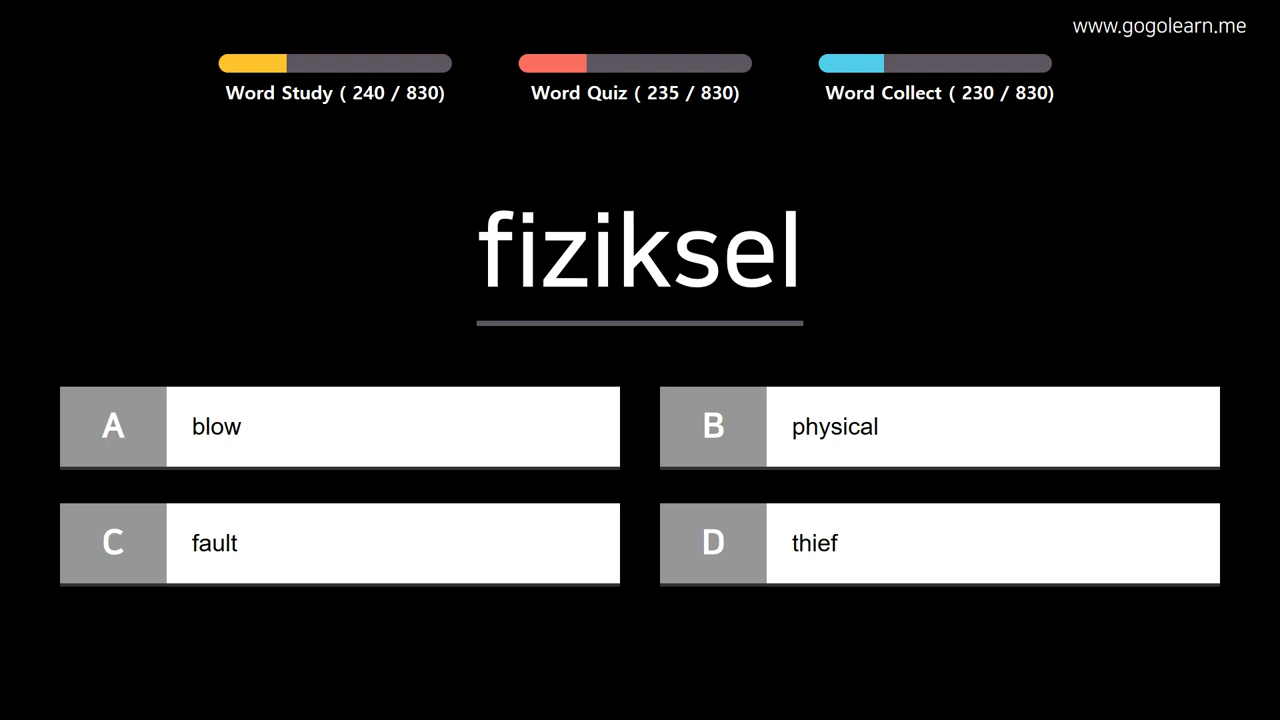 www.gogolearn.me
Word Study ( 240 / 830)
Word Quiz ( 235 / 830)
Word Collect ( 230 / 830)
fiziksel
A blow
B physical
C fault
D thief